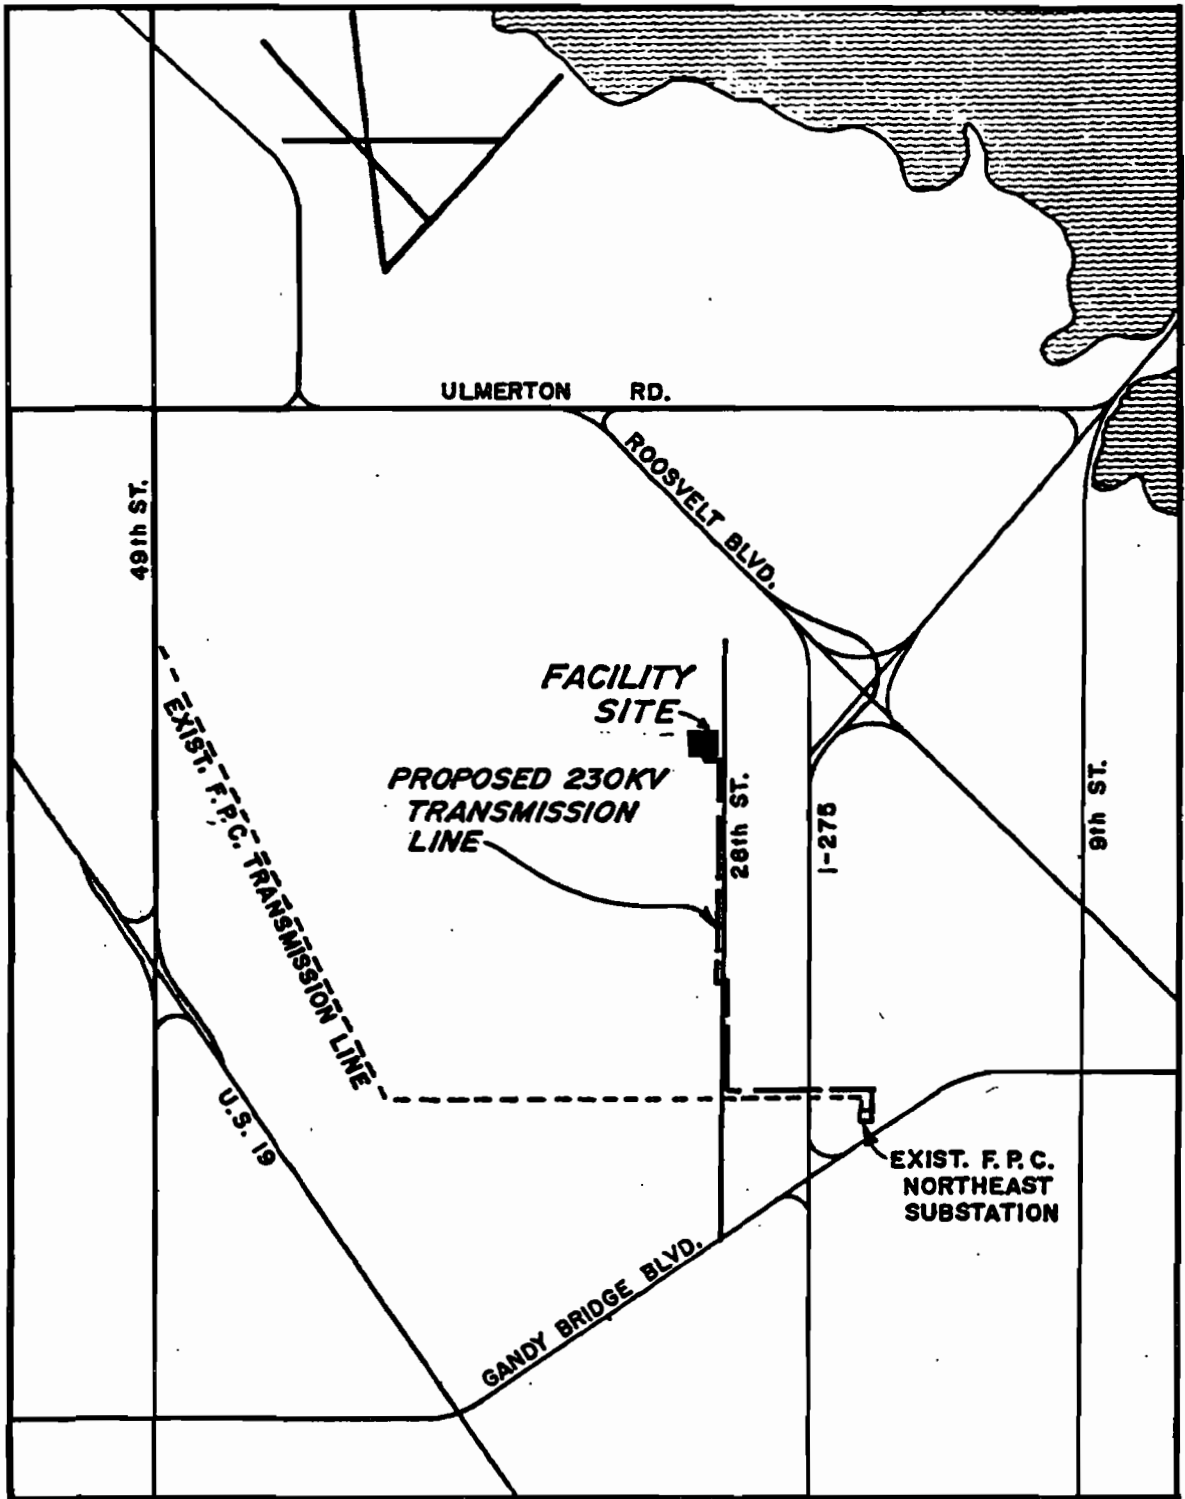 ULMERTON RD.
ROOSVELT BLVD.
49th ST.
FACILITY
SITE
EXIST. F.P.C. TRANSMISSION LINE
PROPOSED 230KV
TRANSMISSION
LINE
28th ST.
I-275
9th ST.
U.S. 19
EXIST. F.P.C.
NORTHEAST
SUBSTATION
GANDY BRIDGE BLVD.